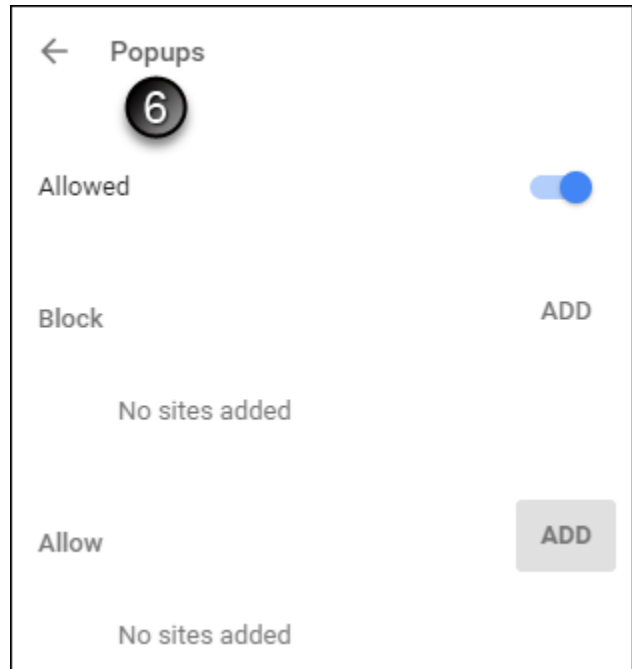 Popups
6
Allowed
Block ADD
No sites added
Allow ADD
No sites added